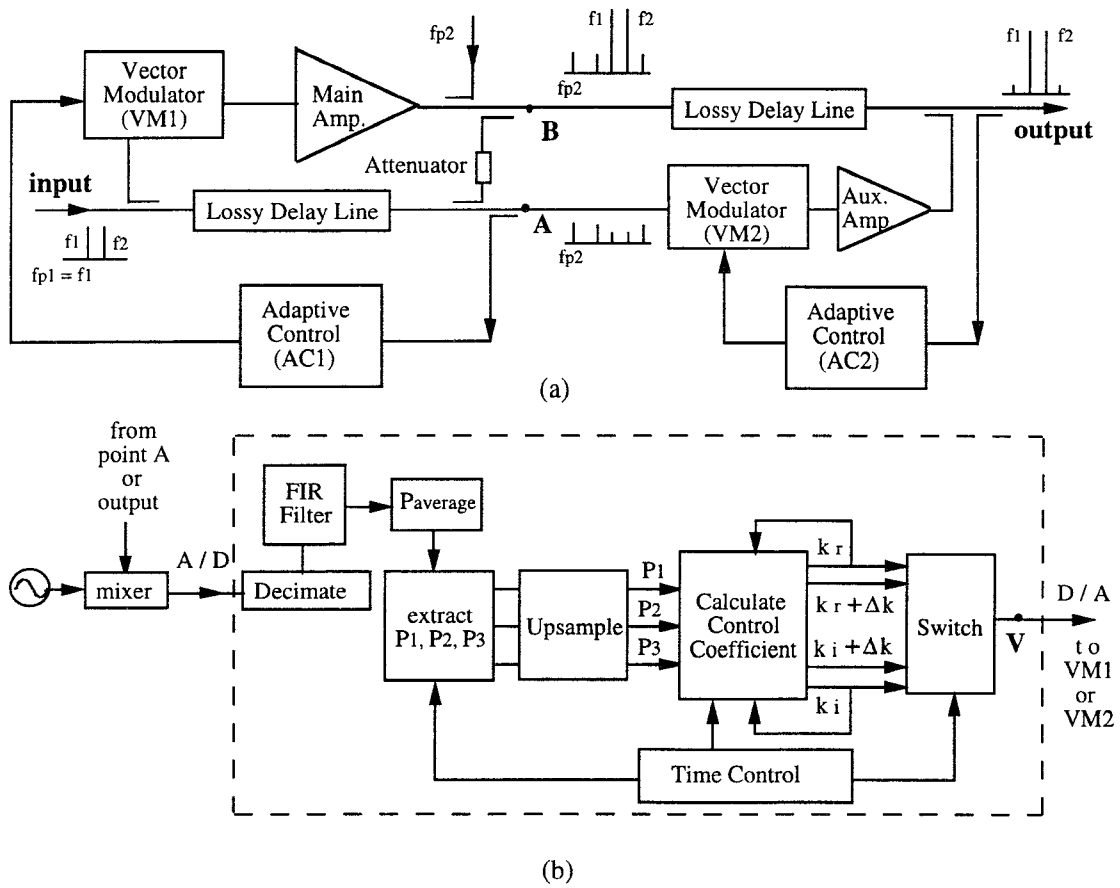 fp2
f1 f2
fp2
f1 f2
Vector
Modulator
(VM1)
Main
Amp.
B
Lossy Delay Line
output
Attenuator
input
Lossy Delay Line
A
Vector
Modulator
(VM2)
Aux.
Amp
f1 f2
fp1 = f1
fp2
Adaptive
Control
(AC1)
Adaptive
Control
(AC2)
(a)
from
point A
or
output
FIR
Filter
Paverage
A / D
mixer
Decimate
extract
P1, P2, P3
Upsample
P1
P2
P3
Calculate
Control
Coefficient
k r
k r + Δk
k i + Δk
k i
Switch
V
D / A
to
VM1
or
VM2
Time Control
(b)